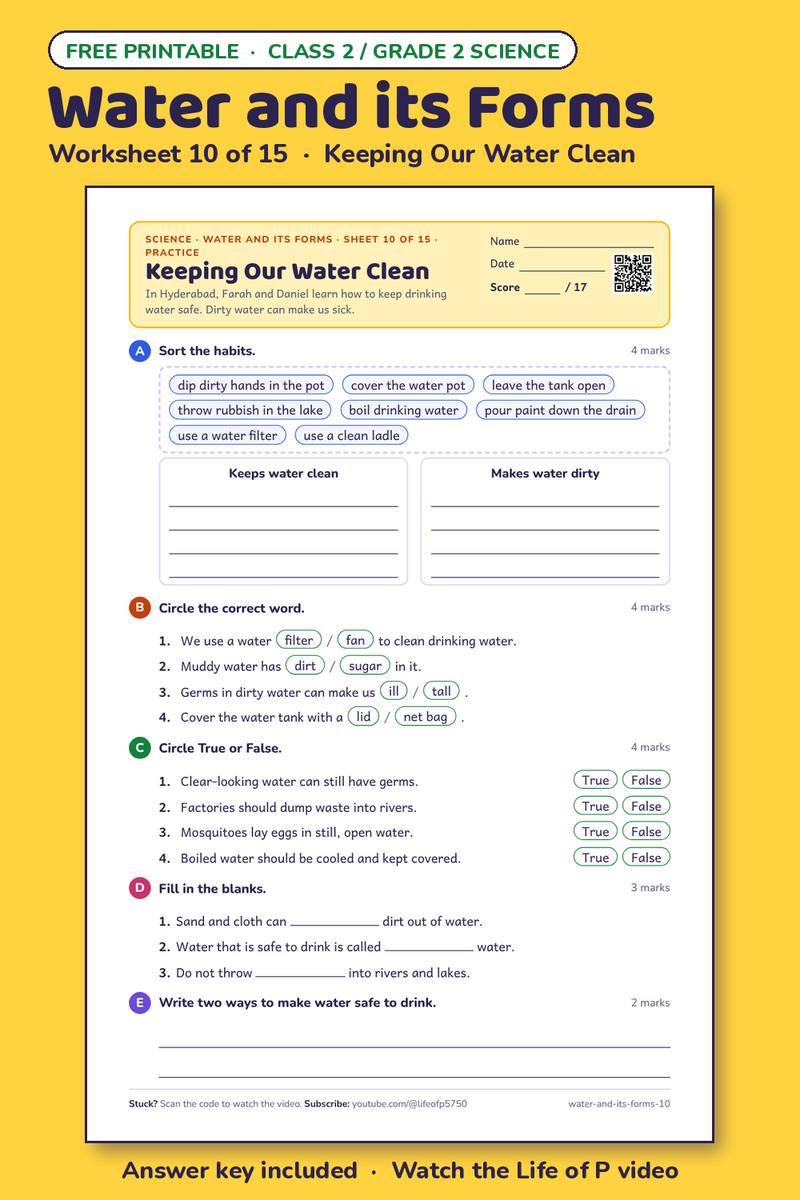 FREE PRINTABLE · CLASS 2 / GRADE 2 SCIENCE
Water and its Forms
Worksheet 10 of 15 · Keeping Our Water Clean
SCIENCE · WATER AND ITS FORMS · SHEET 10 OF 15 ·
PRACTICE
Keeping Our Water Clean
In Hyderabad, Farah and Daniel learn how to keep drinking
water safe. Dirty water can make us sick.
Name
Date
Score / 17
A Sort the habits. 4 marks
dip dirty hands in the pot cover the water pot leave the tank open
throw rubbish in the lake boil drinking water pour paint down the drain
use a water filter use a clean ladle
Keeps water clean Makes water dirty
B Circle the correct word. 4 marks
1. We use a water filter / fan to clean drinking water.
2. Muddy water has dirt / sugar in it.
3. Germs in dirty water can make us ill / tall .
4. Cover the water tank with a lid / net bag .
C Circle True or False. 4 marks
1. Clear-looking water can still have germs. True False
2. Factories should dump waste into rivers. True False
3. Mosquitoes lay eggs in still, open water. True False
4. Boiled water should be cooled and kept covered. True False
D Fill in the blanks. 3 marks
1. Sand and cloth can ____________ dirt out of water.
2. Water that is safe to drink is called ____________ water.
3. Do not throw ____________ into rivers and lakes.
E Write two ways to make water safe to drink. 2 marks
Stuck? Scan the code to watch the video. Subscribe: youtube.com/@lifeofp5750 water-and-its-forms-10
Answer key included · Watch the Life of P video